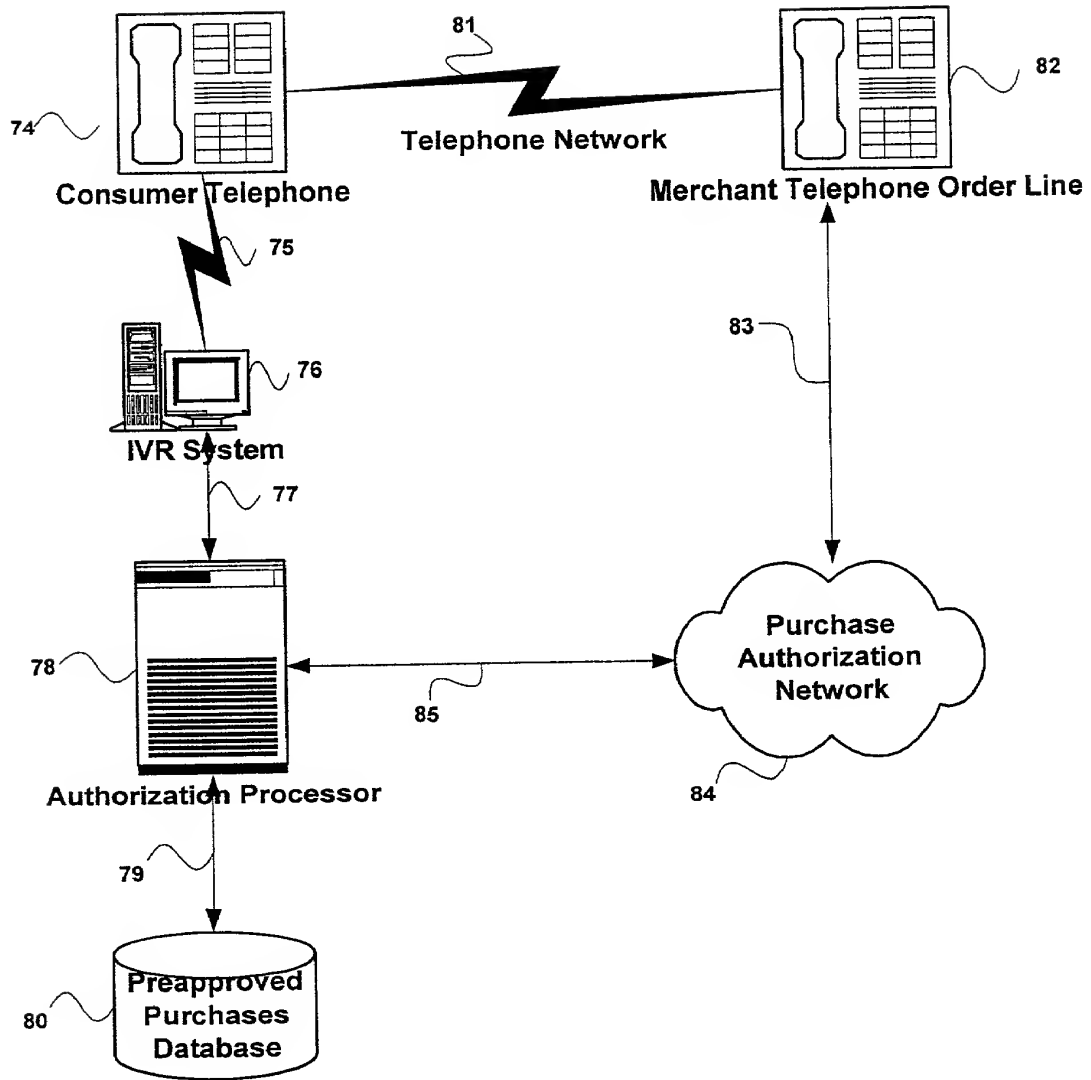 81
82
74
Telephone Network
Consumer Telephone
Merchant Telephone Order Line
75
83
76
IVR System
77
78
Purchase
Authorization
Network
85
84
Authorization Processor
79
Preapproved
Purchases
Database
80